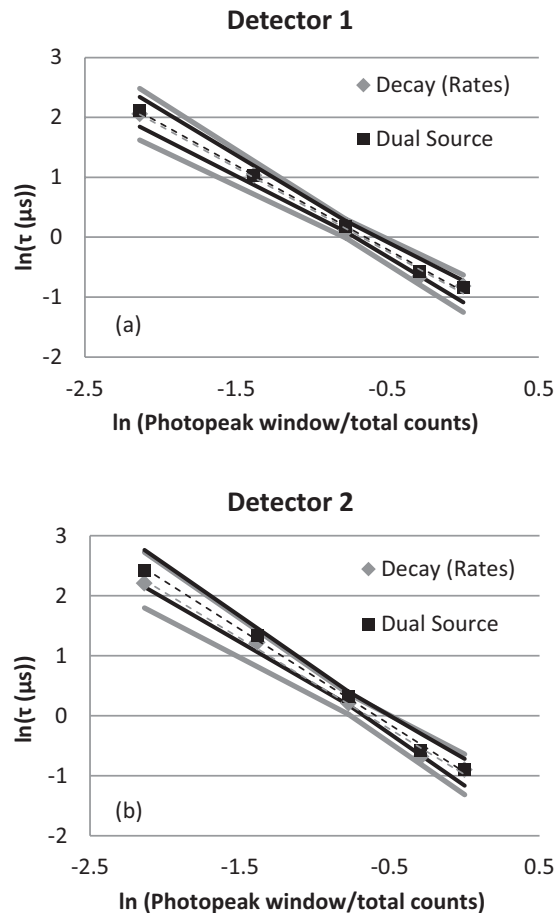 Detector 1
3
2
1
0
-1
-2
ln(τ (μs))
Decay (Rates)
Dual Source
(a)
-2.5 -1.5 -0.5 0.5
ln (Photopeak window/total counts)
Detector 2
3
2
1
0
-1
-2
ln(τ (μs))
Decay (Rates)
Dual Source
(b)
-2.5 -1.5 -0.5 0.5
ln (Photopeak window/total counts)